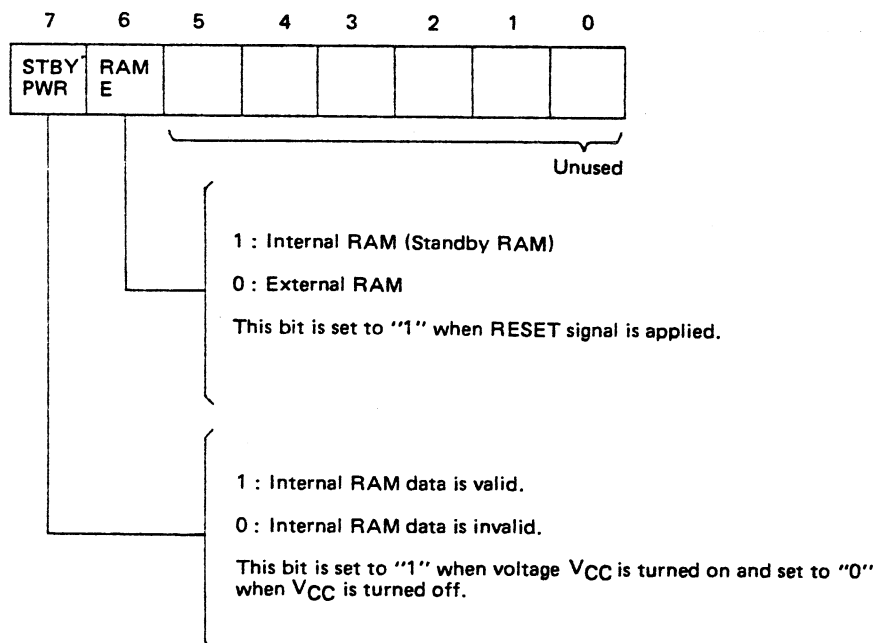 7 6 5 4 3 2 1 0
STBY RAM
PWR E
Unused
1 : Internal RAM (Standby RAM)
0 : External RAM
This bit is set to "1" when RESET signal is applied.
1 : Internal RAM data is valid.
0 : Internal RAM data is invalid.
This bit is set to "1" when voltage VCC is turned on and set to "0"
when VCC is turned off.